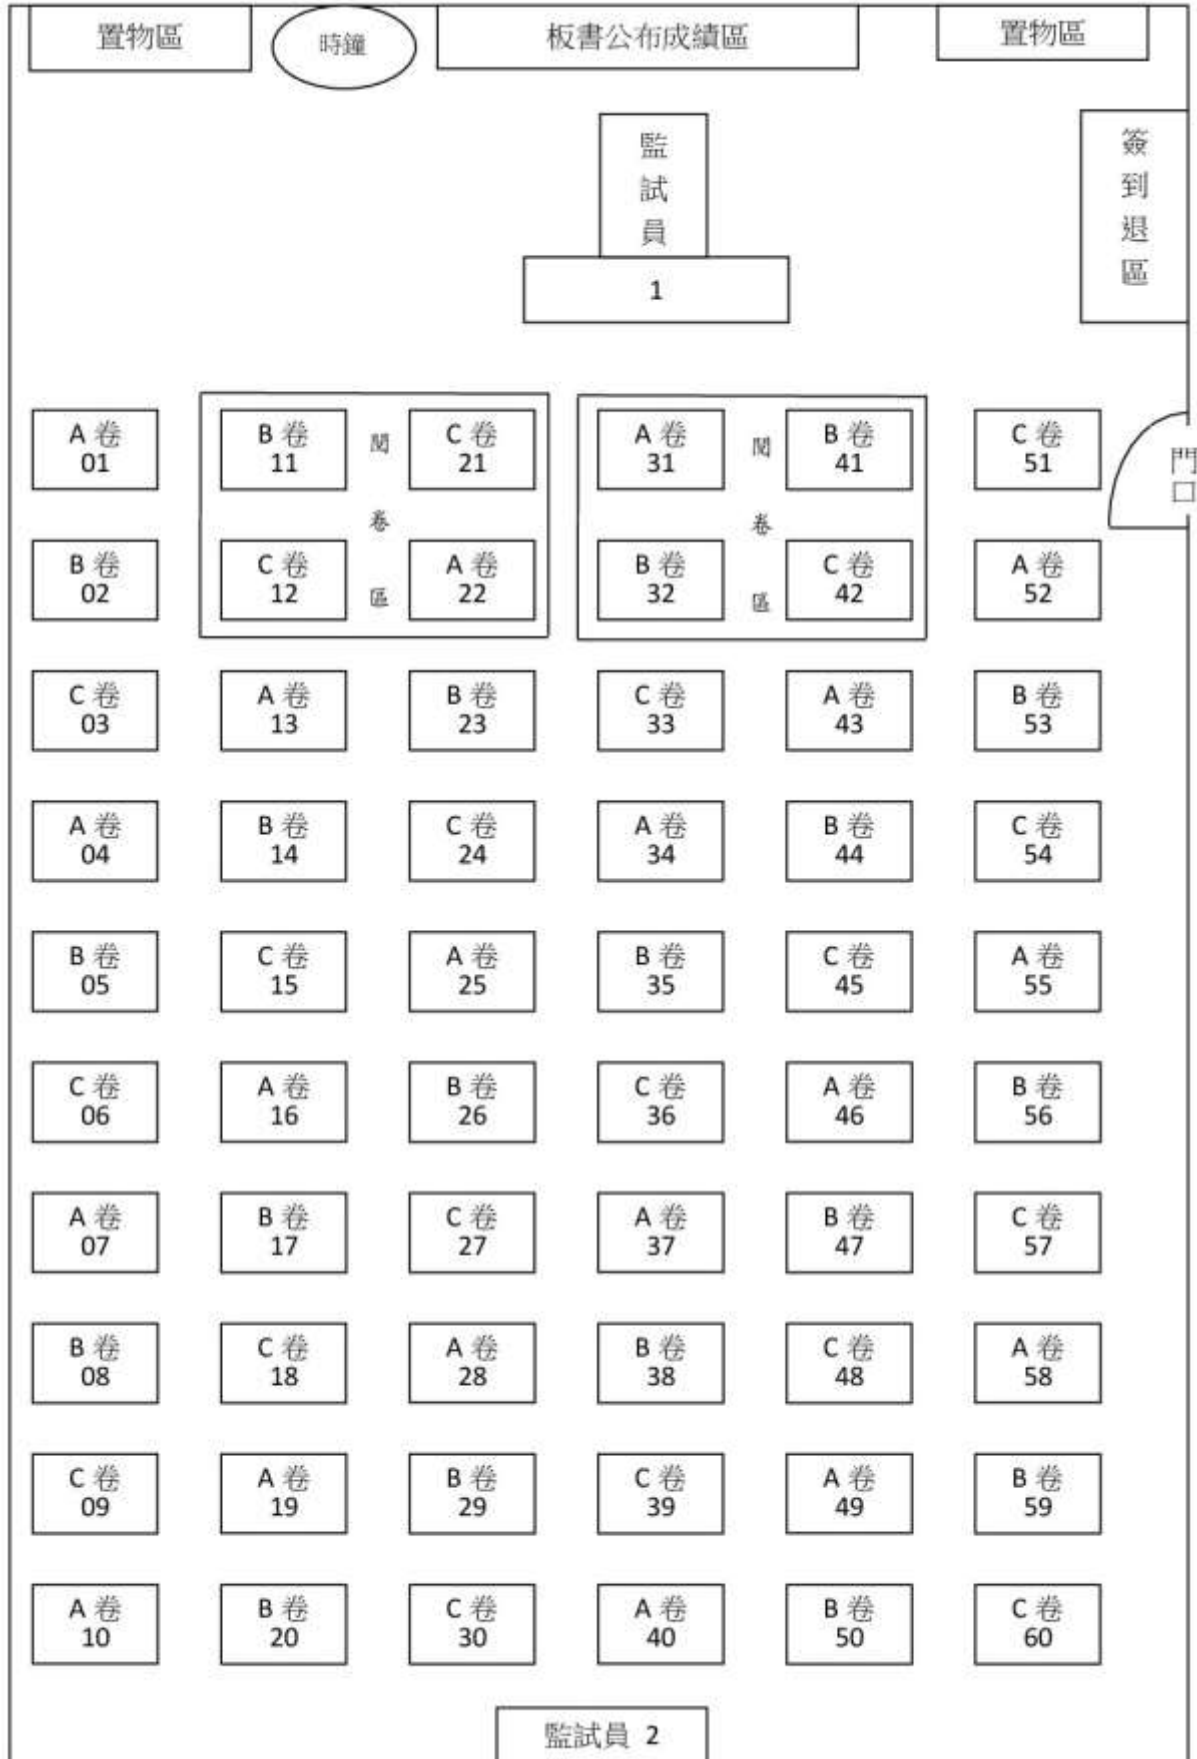 置物區
時鐘
板書公布成績區
置物區
監試員
1
簽到退區
A 卷
01
B 卷
11
閱卷區
C 卷
21
A 卷
31
閱卷區
B 卷
41
C 卷
51
門口
B 卷
02
C 卷
12
A 卷
22
B 卷
32
C 卷
42
A 卷
52
C 卷
03
A 卷
13
B 卷
23
C 卷
33
A 卷
43
B 卷
53
A 卷
04
B 卷
14
C 卷
24
A 卷
34
B 卷
44
C 卷
54
B 卷
05
C 卷
15
A 卷
25
B 卷
35
C 卷
45
A 卷
55
C 卷
06
A 卷
16
B 卷
26
C 卷
36
A 卷
46
B 卷
56
A 卷
07
B 卷
17
C 卷
27
A 卷
37
B 卷
47
C 卷
57
B 卷
08
C 卷
18
A 卷
28
B 卷
38
C 卷
48
A 卷
58
C 卷
09
A 卷
19
B 卷
29
C 卷
39
A 卷
49
B 卷
59
A 卷
10
B 卷
20
C 卷
30
A 卷
40
B 卷
50
C 卷
60
監試員 2